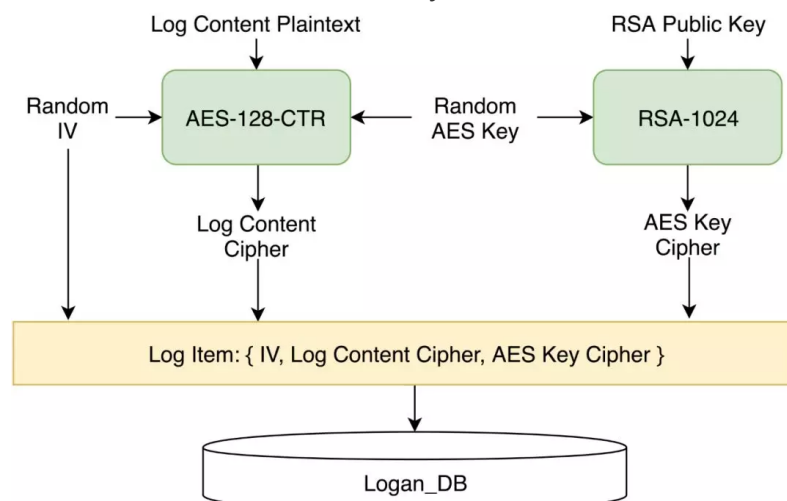 Log Content Plaintext
RSA Public Key
Random
IV
AES-128-CTR
Random
AES Key
RSA-1024
Log Content
Cipher
AES Key
Cipher
Log Item: { IV, Log Content Cipher, AES Key Cipher }
Logan_DB